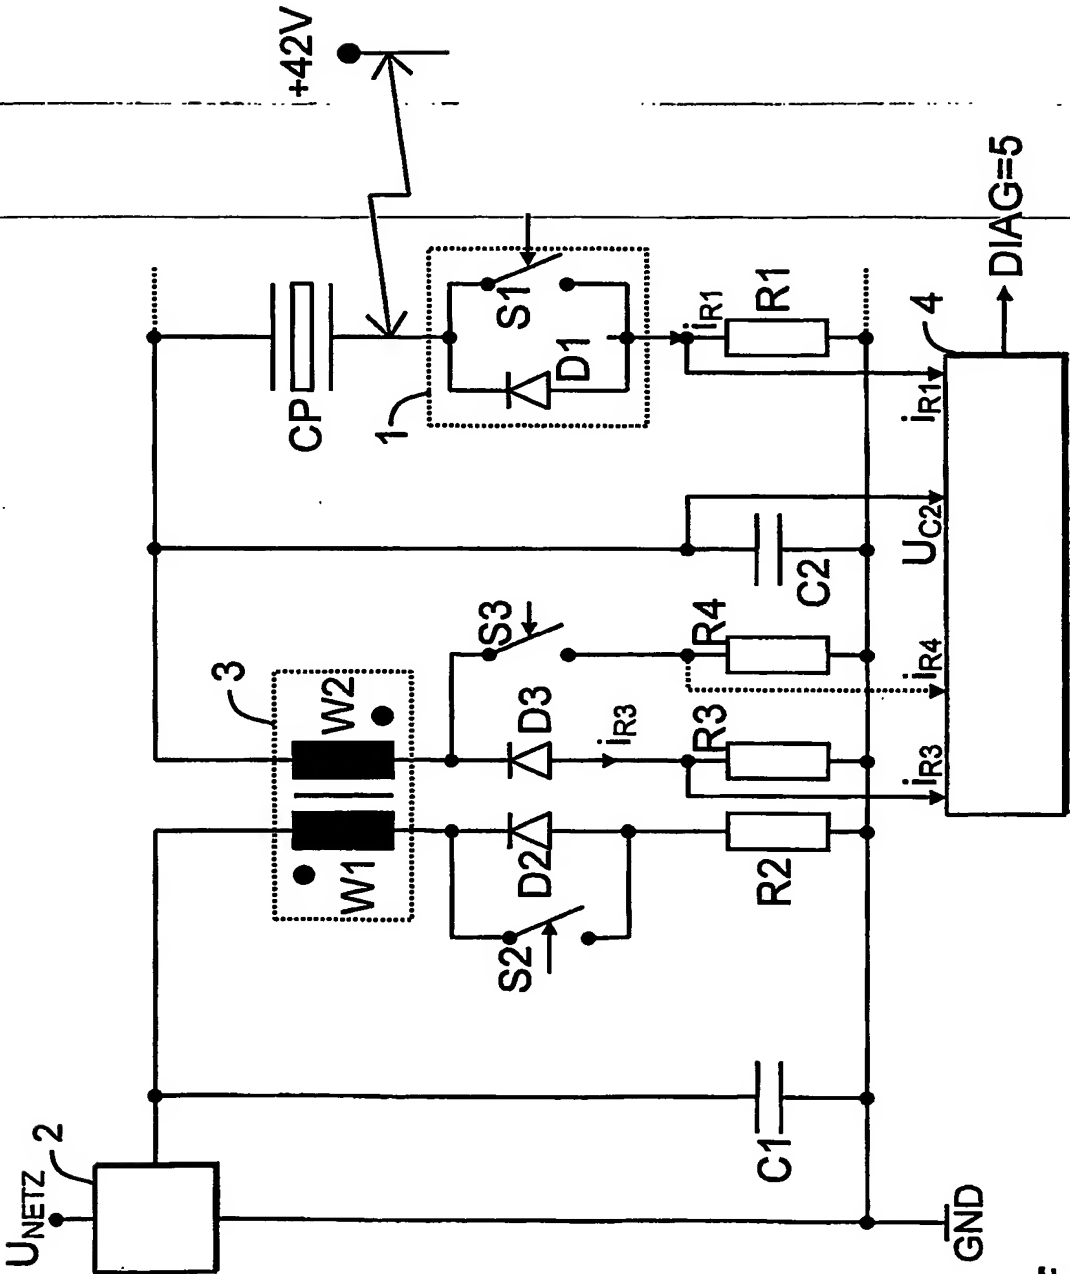 U_NETZ
2
+42V
CP
1
S1
D1
i_R1
R1
DIAG=5
4
i_R1
U_C2
C2
S3
R4
i_R4
3
W2
W1
D3
i_R3
R3
i_R3
D2
S2
R2
C1
GND